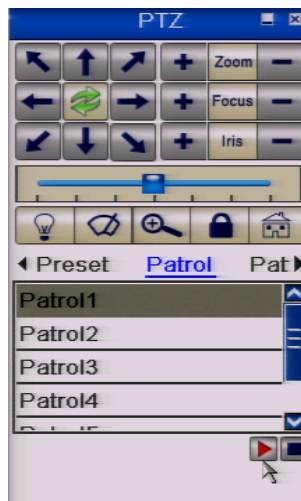 PTZ
Zoom
Focus
Iris
Preset Patrol Pat
Patrol1
Patrol2
Patrol3
Patrol4